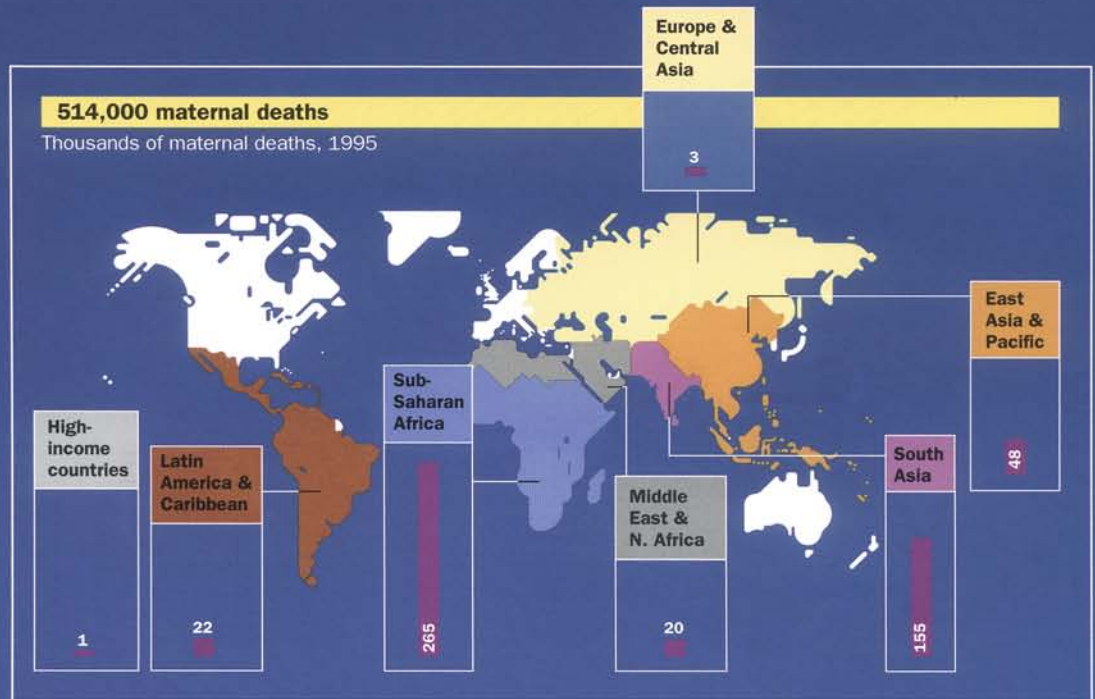 Europe &
Central
Asia
514,000 maternal deaths
Thousands of maternal deaths, 1995
3
East
Asia &
Pacific
48
Sub-
Saharan
Africa
265
High-
income
countries
1
Latin
America &
Caribbean
22
Middle
East &
N. Africa
20
South
Asia
155